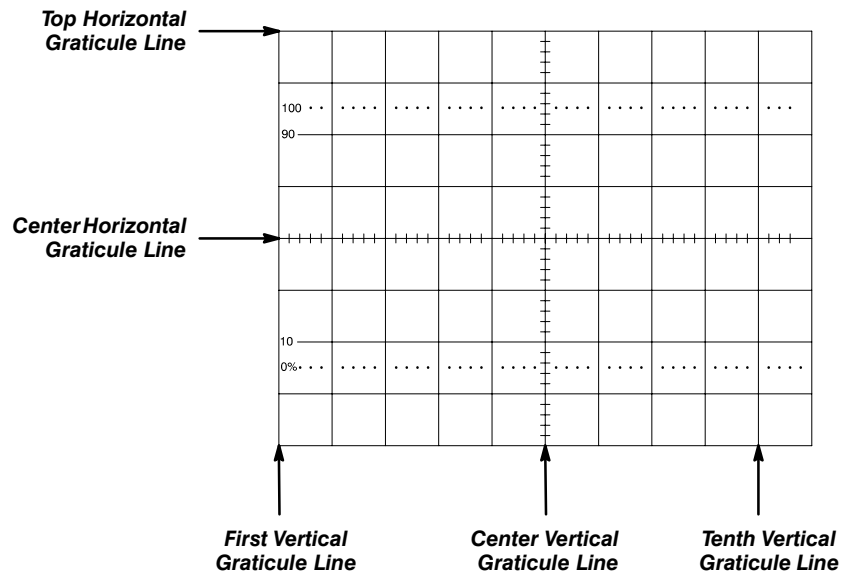 Top Horizontal
Graticule Line
100
90
Center Horizontal
Graticule Line
10
0%
First Vertical
Graticule Line
Center Vertical
Graticule Line
Tenth Vertical
Graticule Line